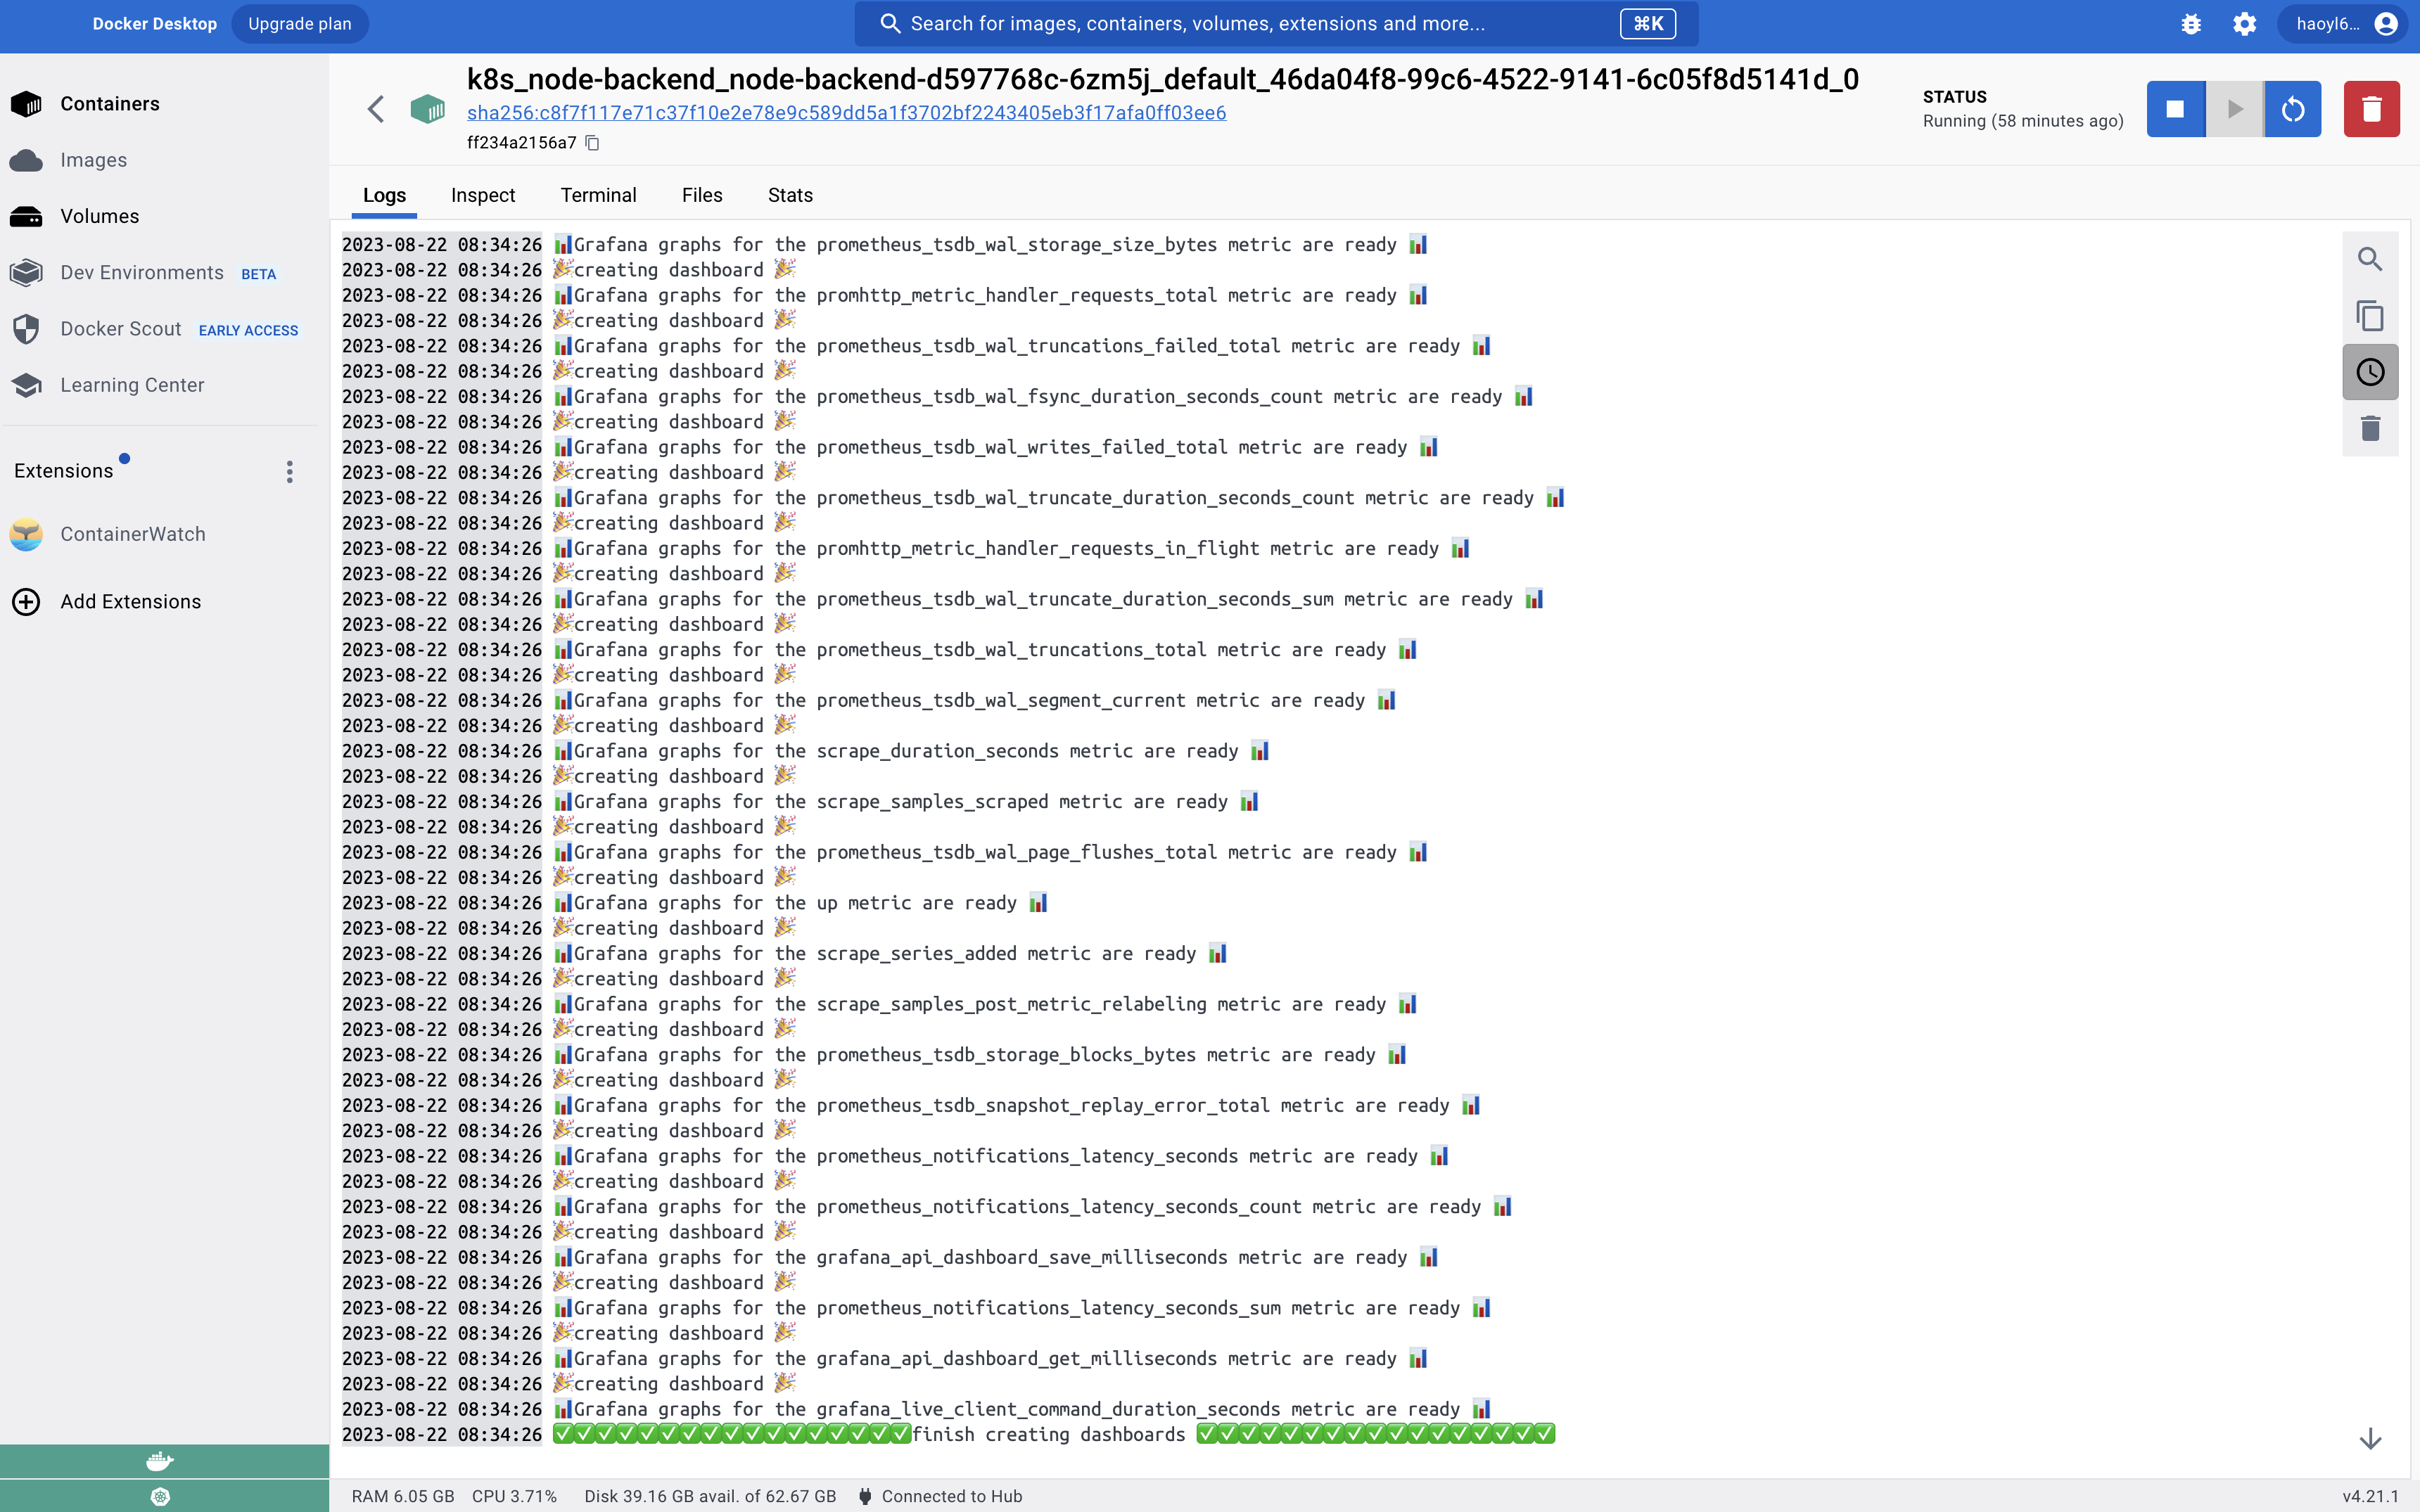 Docker Desktop Upgrade plan Search for images, containers, volumes, extensions and more... ⌘K haoyl6...
Containers
Images
Volumes
Dev Environments BETA
Docker Scout EARLY ACCESS
Learning Center
Extensions
ContainerWatch
Add Extensions
k8s_node-backend_node-backend-d597768c-6zm5j_default_46da04f8-99c6-4522-9141-6c05f8d5141d_0
sha256:c8f7f117e71c37f10e2e78e9c589dd5a1f3702bf2243405eb3f17afa0ff03ee6
ff234a2156a7
STATUS
Running (58 minutes ago)
Logs Inspect Terminal Files Stats
2023-08-22 08:34:26 📊Grafana graphs for the prometheus_tsdb_wal_storage_size_bytes metric are ready 📊
2023-08-22 08:34:26 🎉creating dashboard 🎉
2023-08-22 08:34:26 📊Grafana graphs for the promhttp_metric_handler_requests_total metric are ready 📊
2023-08-22 08:34:26 🎉creating dashboard 🎉
2023-08-22 08:34:26 📊Grafana graphs for the prometheus_tsdb_wal_truncations_failed_total metric are ready 📊
2023-08-22 08:34:26 🎉creating dashboard 🎉
2023-08-22 08:34:26 📊Grafana graphs for the prometheus_tsdb_wal_fsync_duration_seconds_count metric are ready 📊
2023-08-22 08:34:26 🎉creating dashboard 🎉
2023-08-22 08:34:26 📊Grafana graphs for the prometheus_tsdb_wal_writes_failed_total metric are ready 📊
2023-08-22 08:34:26 🎉creating dashboard 🎉
2023-08-22 08:34:26 📊Grafana graphs for the prometheus_tsdb_wal_truncate_duration_seconds_count metric are ready 📊
2023-08-22 08:34:26 🎉creating dashboard 🎉
2023-08-22 08:34:26 📊Grafana graphs for the promhttp_metric_handler_requests_in_flight metric are ready 📊
2023-08-22 08:34:26 🎉creating dashboard 🎉
2023-08-22 08:34:26 📊Grafana graphs for the prometheus_tsdb_wal_truncate_duration_seconds_sum metric are ready 📊
2023-08-22 08:34:26 🎉creating dashboard 🎉
2023-08-22 08:34:26 📊Grafana graphs for the prometheus_tsdb_wal_truncations_total metric are ready 📊
2023-08-22 08:34:26 🎉creating dashboard 🎉
2023-08-22 08:34:26 📊Grafana graphs for the prometheus_tsdb_wal_segment_current metric are ready 📊
2023-08-22 08:34:26 🎉creating dashboard 🎉
2023-08-22 08:34:26 📊Grafana graphs for the scrape_duration_seconds metric are ready 📊
2023-08-22 08:34:26 🎉creating dashboard 🎉
2023-08-22 08:34:26 📊Grafana graphs for the scrape_samples_scraped metric are ready 📊
2023-08-22 08:34:26 🎉creating dashboard 🎉
2023-08-22 08:34:26 📊Grafana graphs for the prometheus_tsdb_wal_page_flushes_total metric are ready 📊
2023-08-22 08:34:26 🎉creating dashboard 🎉
2023-08-22 08:34:26 📊Grafana graphs for the up metric are ready 📊
2023-08-22 08:34:26 🎉creating dashboard 🎉
2023-08-22 08:34:26 📊Grafana graphs for the scrape_series_added metric are ready 📊
2023-08-22 08:34:26 🎉creating dashboard 🎉
2023-08-22 08:34:26 📊Grafana graphs for the scrape_samples_post_metric_relabeling metric are ready 📊
2023-08-22 08:34:26 🎉creating dashboard 🎉
2023-08-22 08:34:26 📊Grafana graphs for the prometheus_tsdb_storage_blocks_bytes metric are ready 📊
2023-08-22 08:34:26 🎉creating dashboard 🎉
2023-08-22 08:34:26 📊Grafana graphs for the prometheus_tsdb_snapshot_replay_error_total metric are ready 📊
2023-08-22 08:34:26 🎉creating dashboard 🎉
2023-08-22 08:34:26 📊Grafana graphs for the prometheus_notifications_latency_seconds metric are ready 📊
2023-08-22 08:34:26 🎉creating dashboard 🎉
2023-08-22 08:34:26 📊Grafana graphs for the prometheus_notifications_latency_seconds_count metric are ready 📊
2023-08-22 08:34:26 🎉creating dashboard 🎉
2023-08-22 08:34:26 📊Grafana graphs for the grafana_api_dashboard_save_milliseconds metric are ready 📊
2023-08-22 08:34:26 🎉creating dashboard 🎉
2023-08-22 08:34:26 📊Grafana graphs for the prometheus_notifications_latency_seconds_sum metric are ready 📊
2023-08-22 08:34:26 🎉creating dashboard 🎉
2023-08-22 08:34:26 📊Grafana graphs for the grafana_api_dashboard_get_milliseconds metric are ready 📊
2023-08-22 08:34:26 🎉creating dashboard 🎉
2023-08-22 08:34:26 📊Grafana graphs for the grafana_live_client_command_duration_seconds metric are ready 📊
2023-08-22 08:34:26 ✅✅✅✅✅✅✅✅✅✅✅✅✅✅✅✅✅finish creating dashboards ✅✅✅✅✅✅✅✅✅✅✅✅✅✅✅✅✅
RAM 6.05 GB CPU 3.71% Disk 39.16 GB avail. of 62.67 GB Connected to Hub v4.21.1